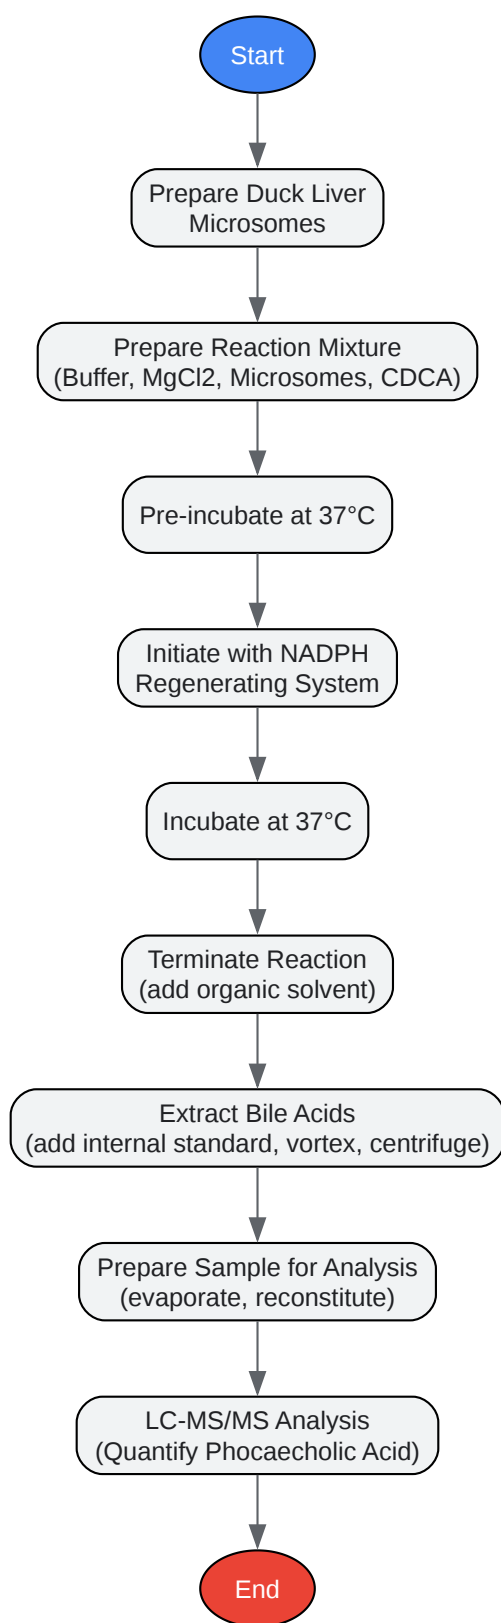 Start
Prepare Duck Liver
Microsomes
Prepare Reaction Mixture
(Buffer, MgCl2, Microsomes, CDCA)
Pre-incubate at 37°C
Initiate with NADPH
Regenerating System
Incubate at 37°C
Terminate Reaction
(add organic solvent)
Extract Bile Acids
(add internal standard, vortex, centrifuge)
Prepare Sample for Analysis
(evaporate, reconstitute)
LC-MS/MS Analysis
(Quantify Phocaecholic Acid)
End